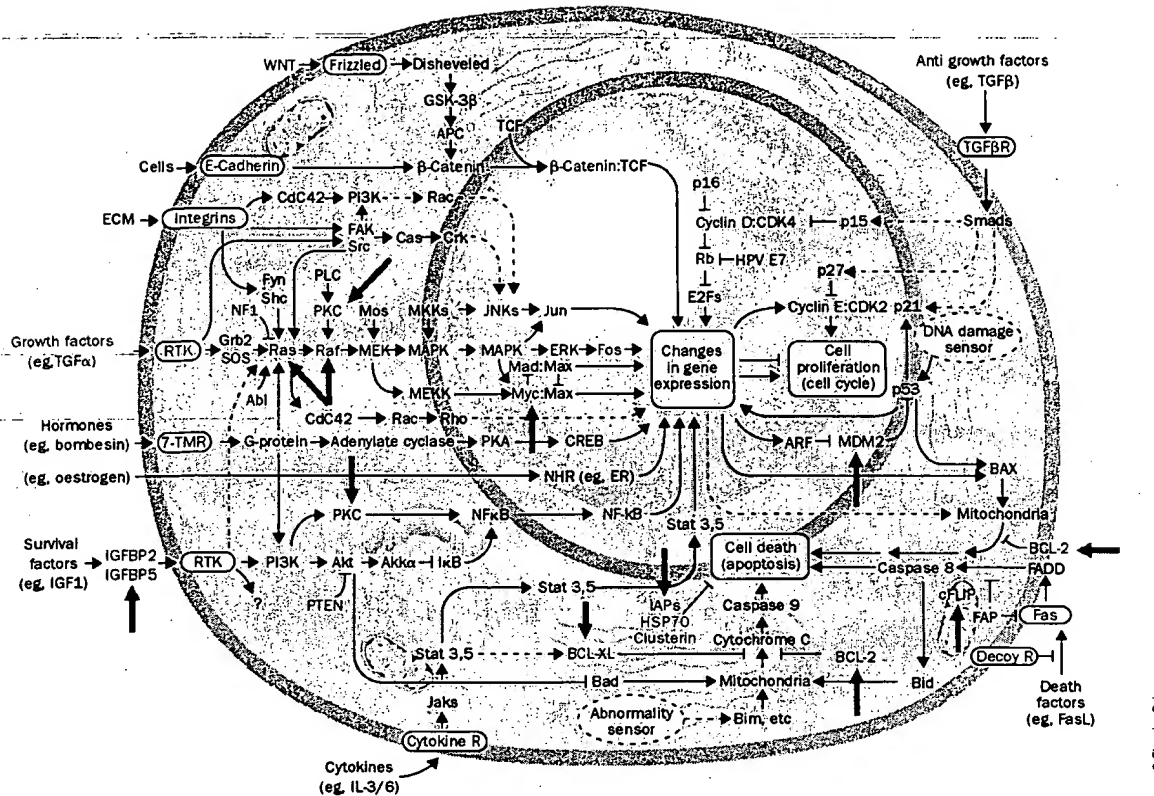 WNT
Frizzled
Disheveled
GSK-3β
APC
TCF
Cells
E-Cadherin
β-Catenin
β-Catenin:TCF
Anti growth factors
(eg, TGFβ)
TGFβR
Smads
ECM
Integrins
CdC42
PI3K
Rac
FAK
Src
Cas
Crk
p16
Cyclin D:CDK4
p15
Rb
HPV E7
E2Fs
p27
Cyclin E:CDK2
p21
DNA damage
sensor
Fyn
Shc
NF1
PLC
PKC
Mos
MKKs
JNKs
Jun
Growth factors
(eg,TGFα)
RTK
Grb2
SOS
Ras
Raf
MEK
MAPK
MAPK
ERK
Fos
Mad:Max
Myc:Max
MEKK
Abl
CdC42
Rac
Rho
Changes
in gene
expression
Cell
proliferation
(cell cycle)
p53
Hormones
(eg, bombesin)
7-TMR
G-protein
Adenylate cyclase
PKA
CREB
ARF
MDM2
(eg, oestrogen)
NHR (eg, ER)
BAX
PKC
NFκB
NF-kB
Stat 3,5
Mitochondria
Survival
factors
(eg, IGF1)
IGFBP2
IGFBP5
RTK
PI3K
Akt
Akkα
IκB
PTEN
?
Cell death
(apoptosis)
BCL-2
Caspase 8
FADD
cFLIP
FAP
Fas
Decoy R
Death
factors
(eg, FasL)
Stat 3,5
IAPs
HSP70
Clusterin
Caspase 9
Cytochrome C
Stat 3,5
BCL-XL
BCL-2
Bad
Mitochondria
Bid
Jaks
Abnormality
sensor
Bim, etc
Cytokine R
Cytokines
(eg, IL-3/6)